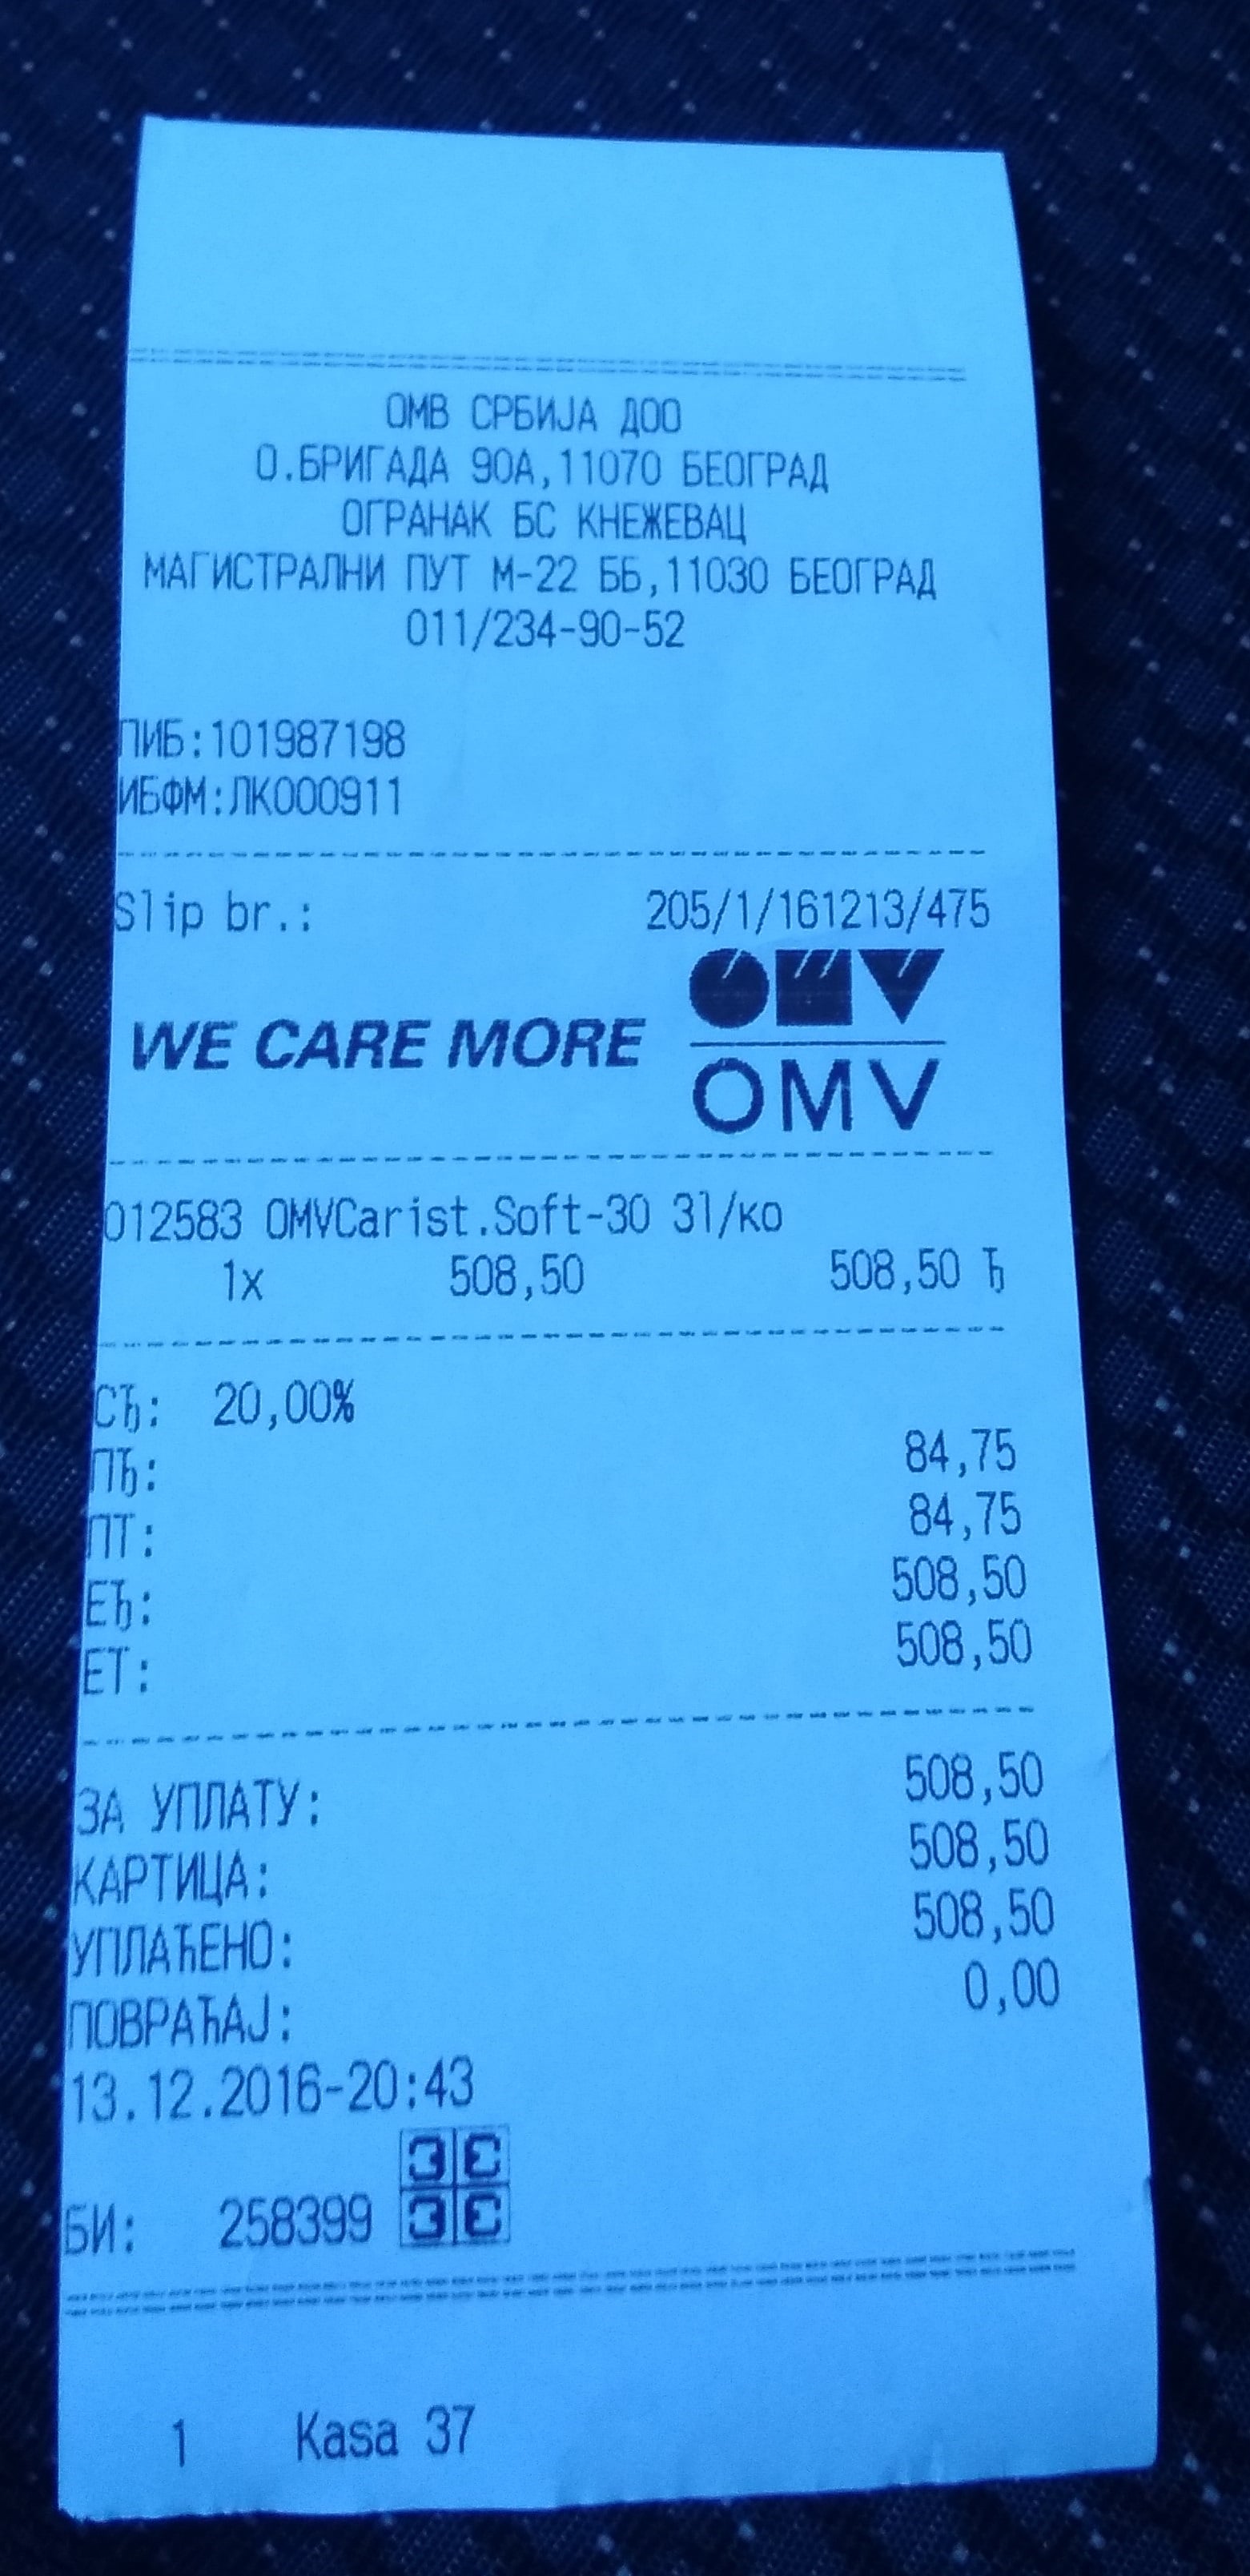 ОМВ СРБИЈА ДОО
О.БРИГАДА 90А,11070 БЕОГРАД
ОГРАНАК БС КНЕЖЕВАЦ
МАГИСТРАЛНИ ПУТ М-22 ББ,11030 БЕОГРАД
011/234-90-52
ПИБ:101987198
ИБФМ:ЛК000911
Slip br.: 205/1/161213/475
WE CARE MORE
OMV
012583 OMVCarist.Soft-30 3l/ко
1x 508,50 508,50 Ђ
СЂ: 20,00%
ПЂ: 84,75
ПТ: 84,75
ЕЂ: 508,50
ЕТ: 508,50
ЗА УПЛАТУ: 508,50
КАРТИЦА: 508,50
УПЛАЋЕНО: 508,50
ПОВРАЋАЈ: 0,00
13.12.2016-20:43
БИ: 258399
1 Kasa 37